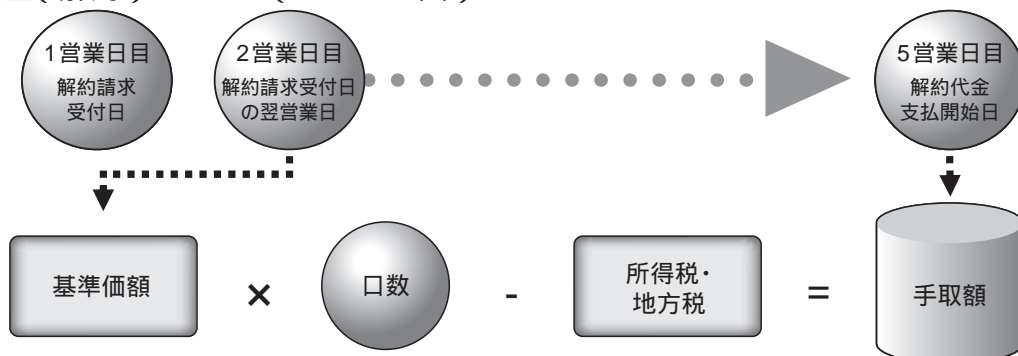 1営業日目
解約請求
受付日
2営業日目
解約請求受付日
の翌営業日
5営業日目
解約代金
支払開始日
基準価額
×
口数
-
所得税・
地方税
=
手取額